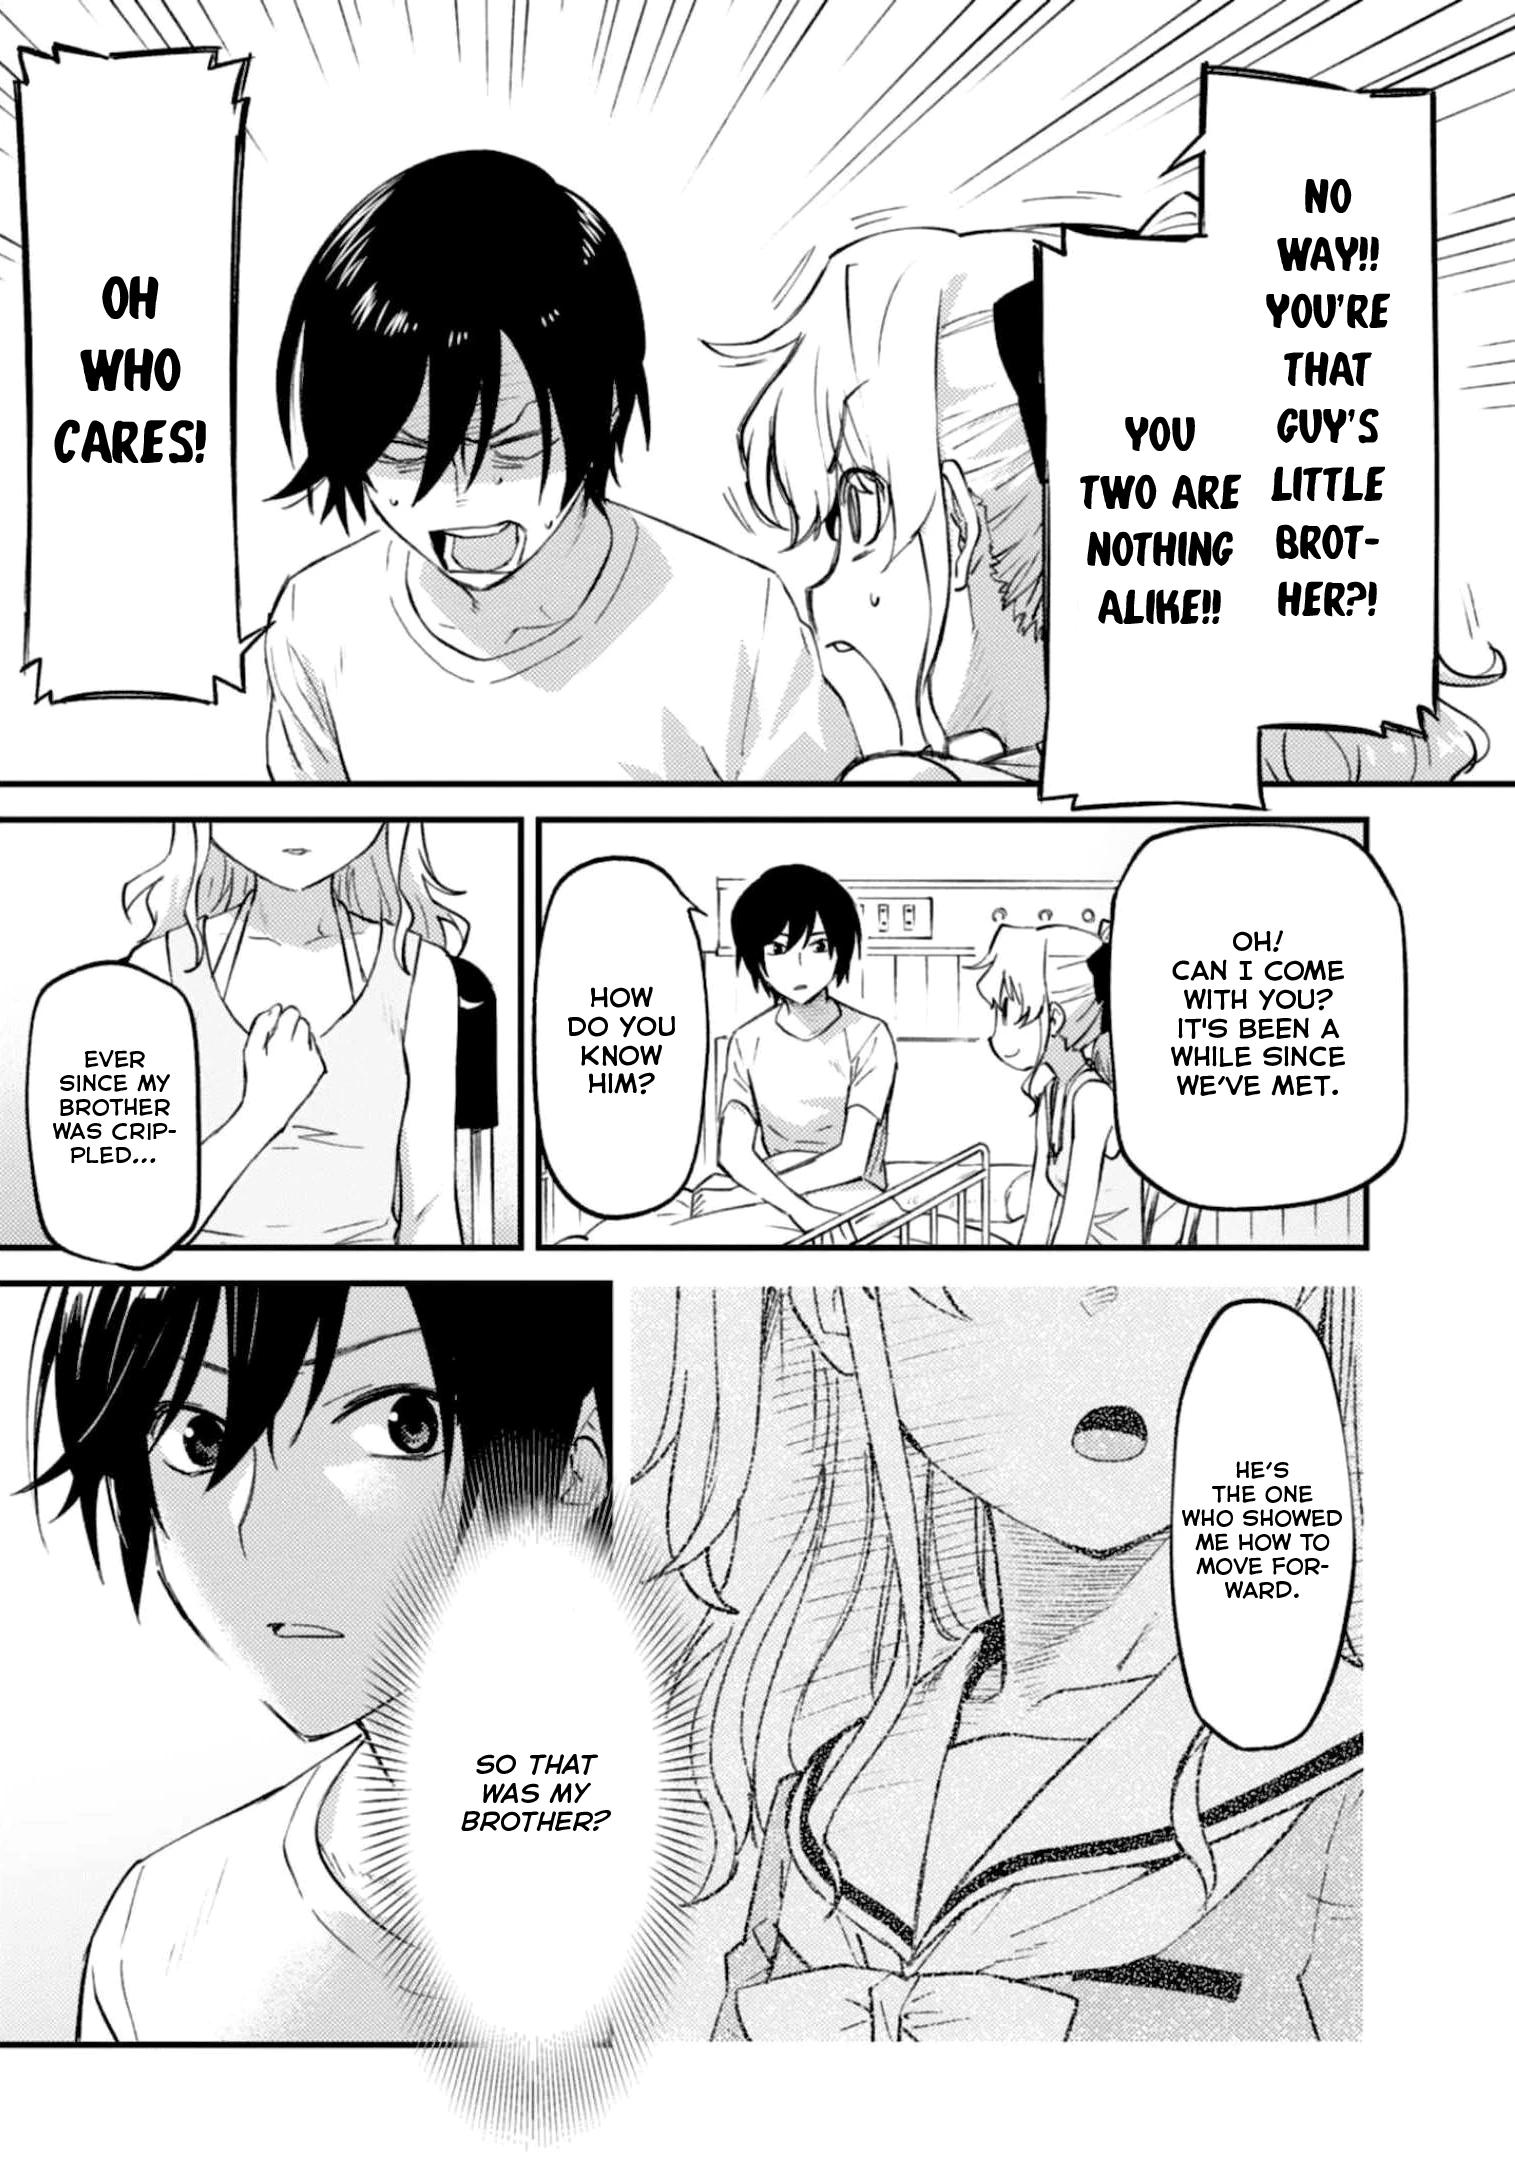 NO
WAY!!
YOU'RE
THAT
GUY'S
LITTLE
BROT-
HER?!
YOU
TWO ARE
NOTHING
ALIKE!!
OH
WHO
CARES!
OH!
CAN I COME
WITH YOU?
IT'S BEEN A
WHILE SINCE
WE'VE MET.
HOW
DO YOU
KNOW
HIM?
EVER
SINCE MY
BROTHER
WAS CRIP-
PLED...
HE'S
THE ONE
WHO SHOWED
ME HOW TO
MOVE FOR-
WARD.
SO THAT
WAS MY
BROTHER?